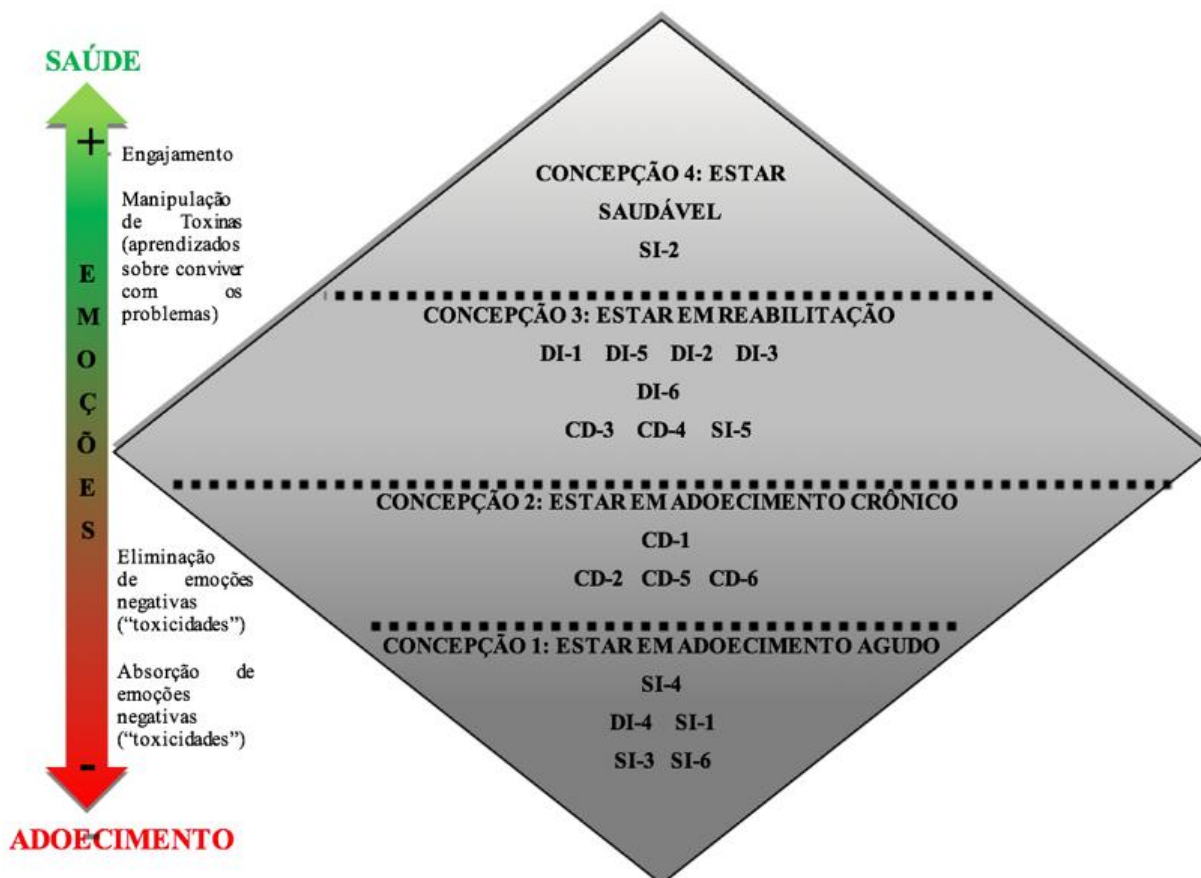 SAÚDE
+
Engajamento
Manipulação
de Toxinas
(aprendizados
sobre conviver
com os
problemas)
E
M
O
Ç
Õ
E
S
Eliminação
de emoções
negativas
(“toxicidades”)
Absorção de
emoções
negativas
(“toxicidades”)
-
ADOECIMENTO
CONCEPÇÃO 4: ESTAR
SAUDÁVEL
SI-2
CONCEPÇÃO 3: ESTAR EM REABILITAÇÃO
DI-1 DI-5 DI-2 DI-3
DI-6
CD-3 CD-4 SI-5
CONCEPÇÃO 2: ESTAR EM ADOECIMENTO CRÔNICO
CD-1
CD-2 CD-5 CD-6
CONCEPÇÃO 1: ESTAR EM ADOECIMENTO AGUDO
SI-4
DI-4 SI-1
SI-3 SI-6